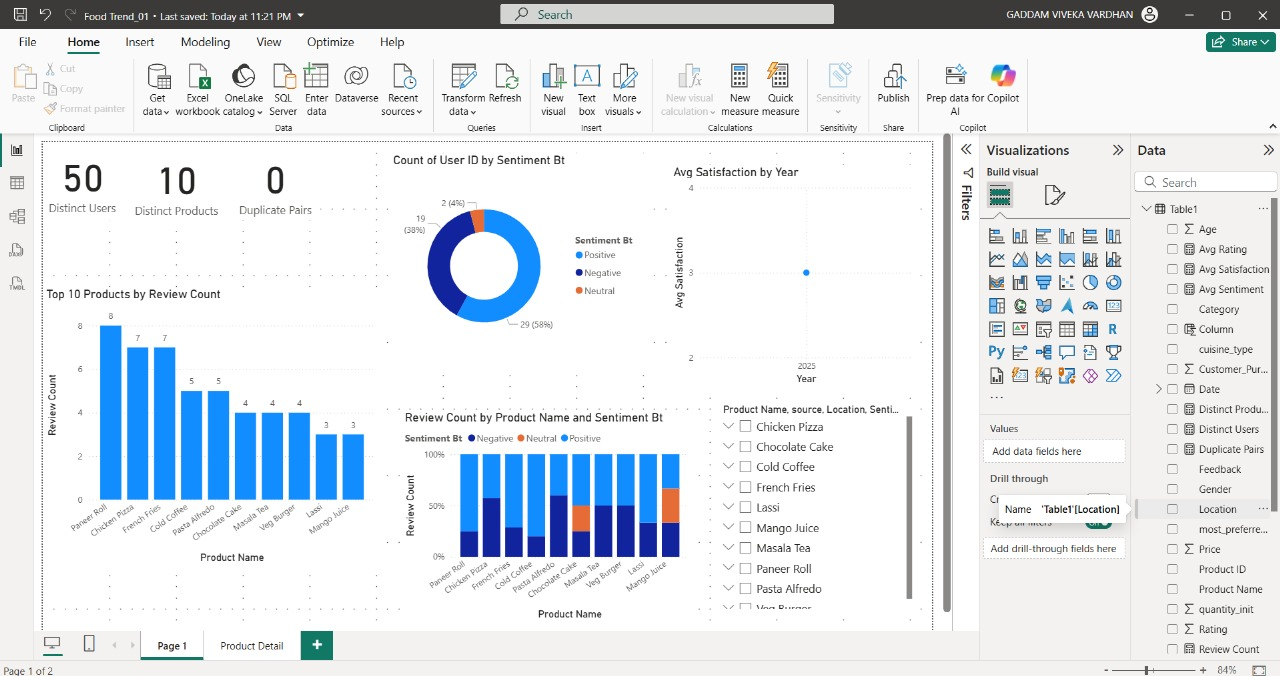 Food Trend_01 • Last saved: Today at 11:21 PM
Search
GADDAM VIVEKA VARDHAN
File Home Insert Modeling View Optimize Help
Share
Paste
Cut
Copy
Format painter
Clipboard
Get data
Excel workbook
OneLake catalog
SQL Server
Enter data
Dataverse
Recent sources
Data
Transform data
Refresh
Queries
New visual
Text box
More visuals
Insert
New visual calculation
New measure
Quick measure
Calculations
Sensitivity
Sensitivity
Publish
Share
Prep data for AI
Copilot
Copilot
50
Distinct Users
10
Distinct Products
0
Duplicate Pairs
Count of User ID by Sentiment Bt
2 (4%)
19
(38%)
29 (58%)
Sentiment Bt
Positive
Negative
Neutral
Avg Satisfaction by Year
Avg Satisfaction
4
3
2
2025
Year
Top 10 Products by Review Count
Review Count
8
6
4
2
0
8 7 7 5 5 4 4 4 3 3
Paneer Roll
Chicken Pizza
French Fries
Cold Coffee
Pasta Alfredo
Chocolate Cake
Masala Tea
Veg Burger
Lassi
Mango Juice
Product Name
Review Count by Product Name and Sentiment Bt
Sentiment Bt Negative Neutral Positive
Review Count
100%
50%
0%
Paneer Roll
Chicken Pizza
French Fries
Cold Coffee
Pasta Alfredo
Chocolate Cake
Masala Tea
Veg Burger
Lassi
Mango Juice
Product Name
Product Name, source, Location, Senti...
Chicken Pizza
Chocolate Cake
Cold Coffee
French Fries
Lassi
Mango Juice
Masala Tea
Paneer Roll
Pasta Alfredo
Veg Burger
Filters
Visualizations
Build visual
R
Py
123
...
Values
Add data fields here
Drill through
Name 'Table1'[Location]
Keep all filters
On
Add drill-through fields here
Data
Search
Table1
Age
Avg Rating
Avg Satisfaction
Avg Sentiment
Category
Column
cuisine_type
Customer_Pur...
Date
Distinct Produ...
Distinct Users
Duplicate Pairs
Feedback
Gender
Location
most_preferre...
Price
Product ID
Product Name
quantity_init
Rating
Review Count
Page 1
Product Detail
+
Page 1 of 2
- + 84%